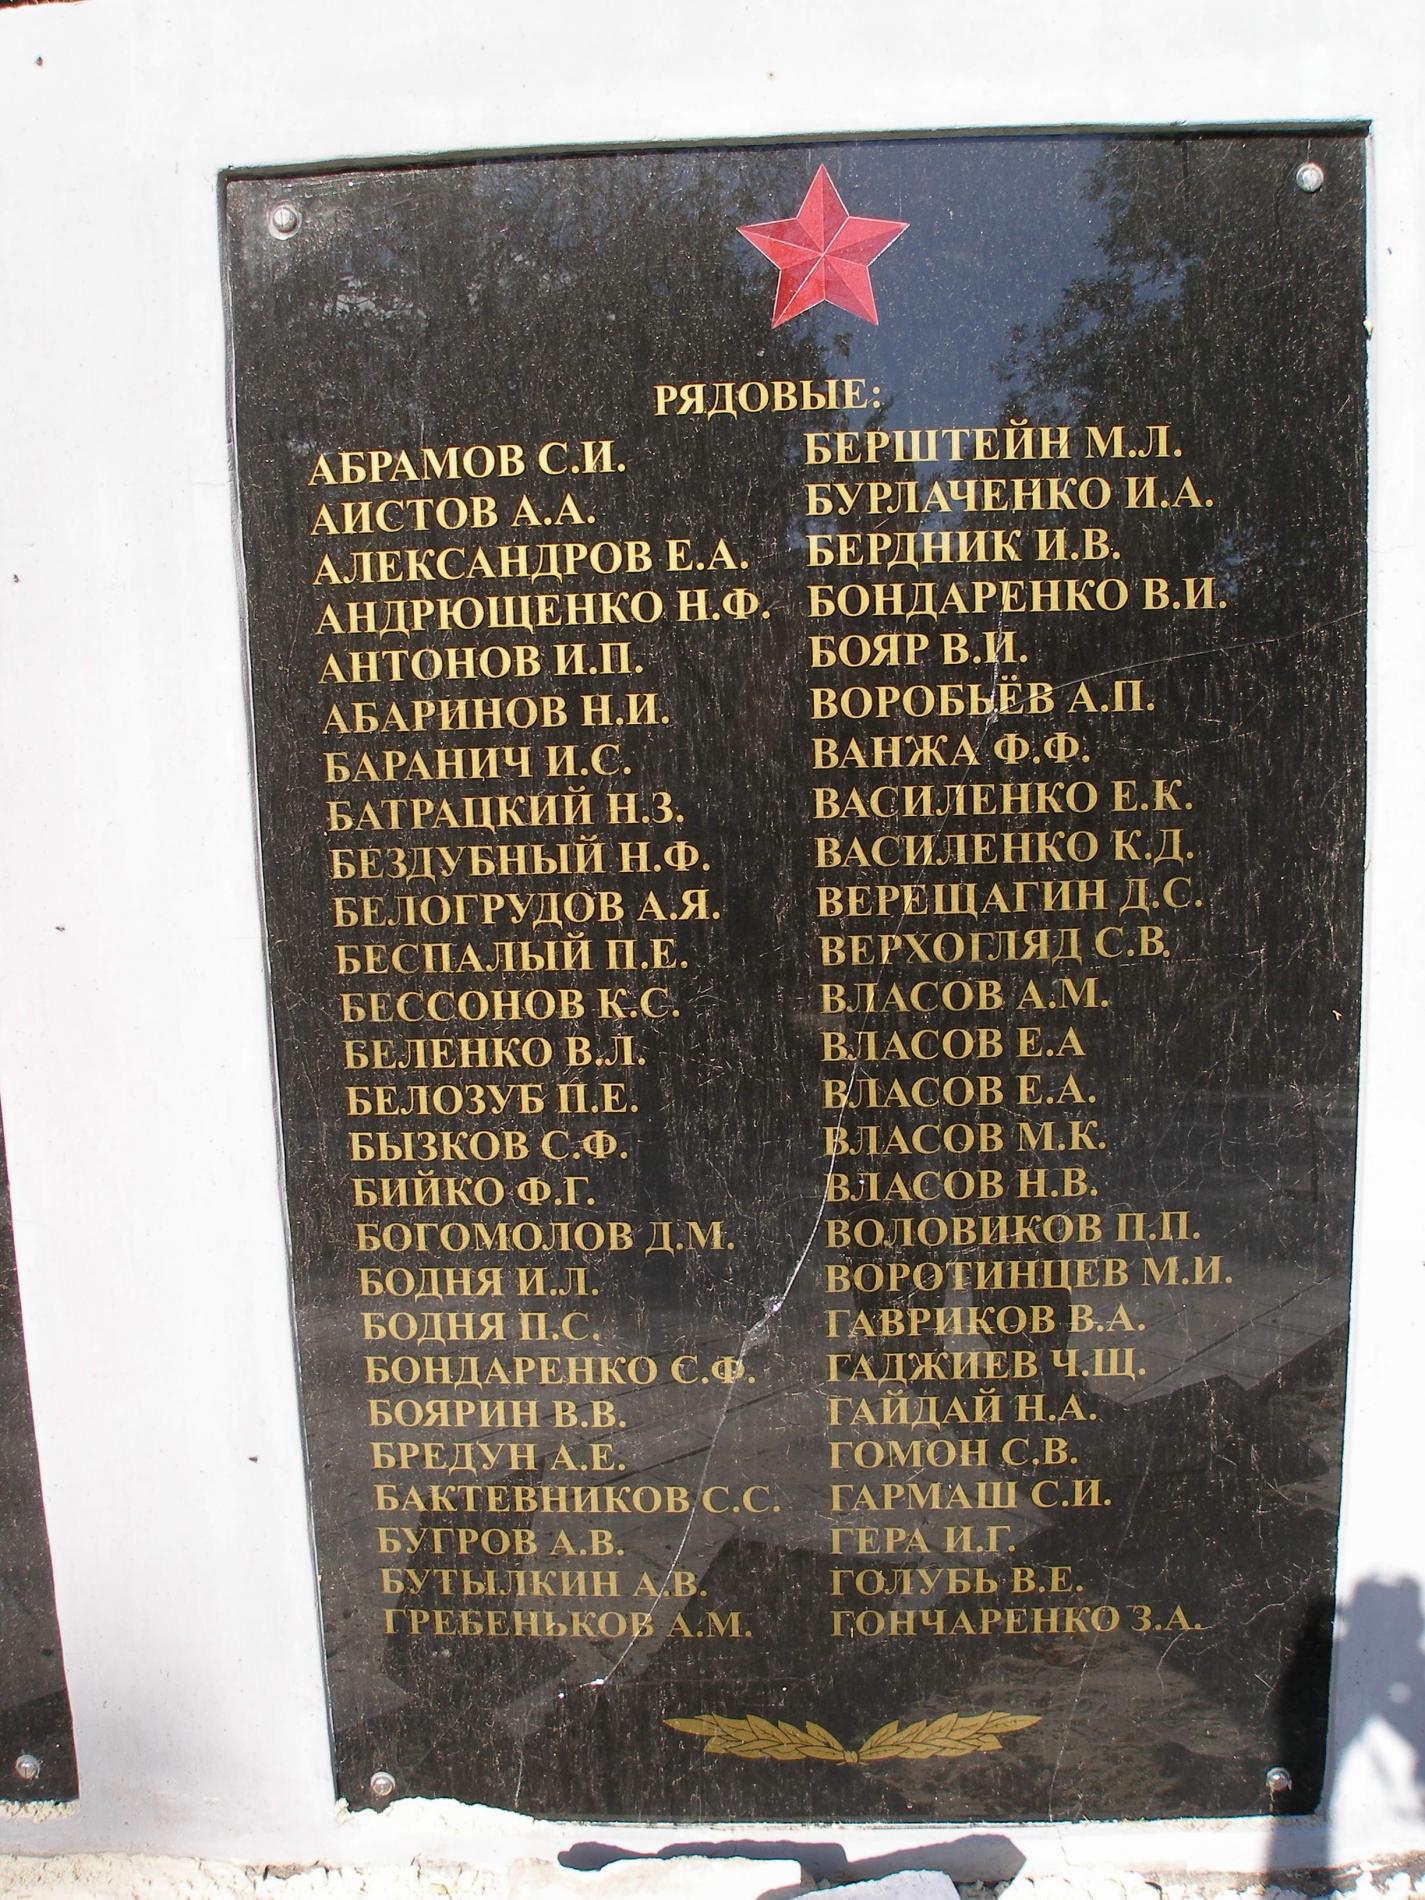 РЯДОВЫЕ:
АБРАМОВ С.И.
АИСТОВ А.А.
АЛЕКСАНДРОВ Е.А.
АНДРЮЩЕНКО Н.Ф.
АНТОНОВ И.П.
АБАРИНОВ Н.И.
БАРАНИЧ И.С.
БАТРАЦКИЙ Н.З.
БЕЗДУБНЫЙ Н.Ф.
БЕЛОГРУДОВ А.Я.
БЕСПАЛЫЙ П.Е.
БЕССОНОВ К.С.
БЕЛЕНКО В.Л.
БЕЛОЗУБ П.Е.
БЫЗКОВ С.Ф.
БИЙКО Ф.Г.
БОГОМОЛОВ Д.М.
БОДНЯ И.Л.
БОДНЯ П.С.
БОНДАРЕНКО С.Ф.
БОЯРИН В.В.
БРЕДУН А.Е.
БАКТЕВНИКОВ С.С.
БУГРОВ А.В.
БУТЫЛКИН А.В.
ГРЕБЕНЬКОВ А.М.
БЕРШТЕЙН М.Л.
БУРЛАЧЕНКО И.А.
БЕРДНИК И.В.
БОНДАРЕНКО В.И.
БОЯР В.И.
ВОРОБЬЁВ А.П.
ВАНЖА Ф.Ф.
ВАСИЛЕНКО Е.К.
ВАСИЛЕНКО К.Д.
ВЕРЕЩАГИН Д.С.
ВЕРХОГЛЯД С.В.
ВЛАСОВ А.М.
ВЛАСОВ Е.А
ВЛАСОВ Е.А.
ВЛАСОВ М.К.
ВЛАСОВ Н.В.
ВОЛОВИКОВ П.П.
ВОРОТИНЦЕВ М.И.
ГАВРИКОВ В.А.
ГАДЖИЕВ Ч.Щ.
ГАЙДАЙ Н.А.
ГОМОН С.В.
ГАРМАШ С.И.
ГЕРА И.Г.
ГОЛУБЬ В.Е.
ГОНЧАРЕНКО З.А.